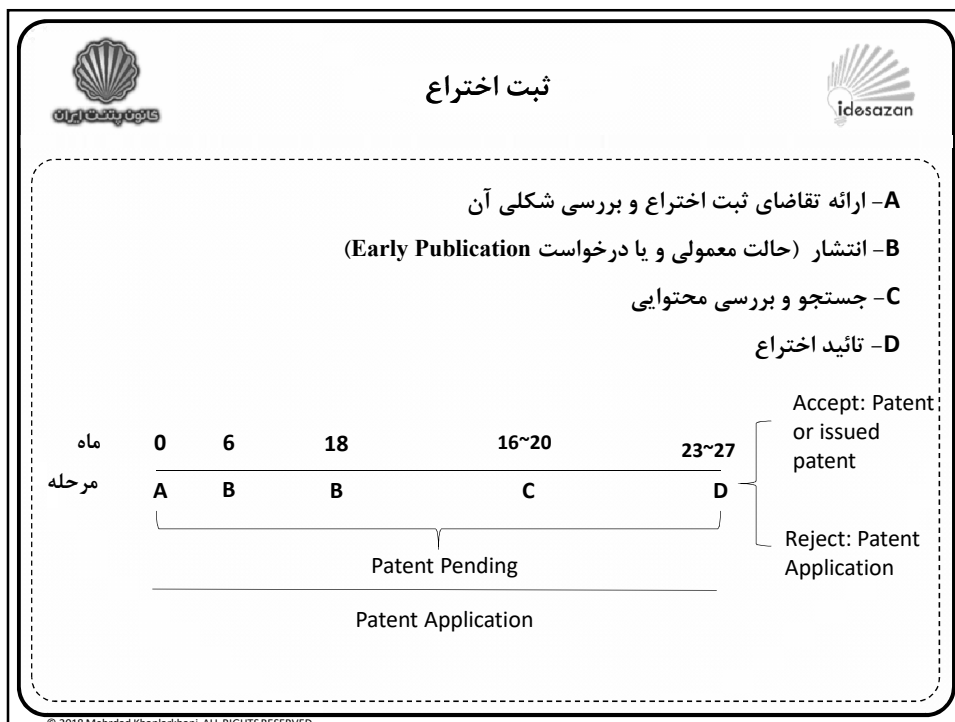 ثبت اختراع
کانون پتنت ایران
idesazan
A- ارائه تقاضای ثبت اختراع و بررسی شکلی آن
B- انتشار (حالت معمولی و یا درخواست Early Publication)
C- جستجو و بررسی محتوایی
D- تائید اختراع
ماه 0 6 18 16~20 23~27
مرحله A B B C D
Accept: Patent
or issued
patent
Reject: Patent
Application
Patent Pending
Patent Application